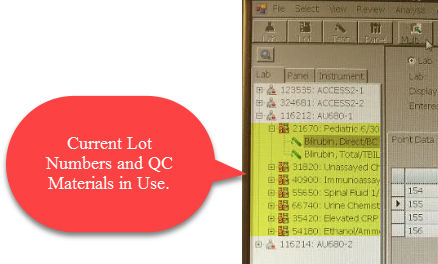 File Select View Review Analysis
Lot Test Panel Multi
Lab Panel Instrument
123535: ACCESS2-1
324681: ACCESS2-2
116212: AU680-1
21670: Pediatric 6/30
Bilirubin, Direct/BC
Bilirubin, Total/TBIL
31820: Unassayed Ch
40900: Immunoassay
55650: Spinal Fluid 1/
66740: Urine Chemist
35420: Elevated CRP
54180: Ethanol/Ammo
116214: AU680-2
Lab
Lab:
Display
Entered
Point Data
154
155
155
156
Current Lot
Numbers and QC
Materials in Use.